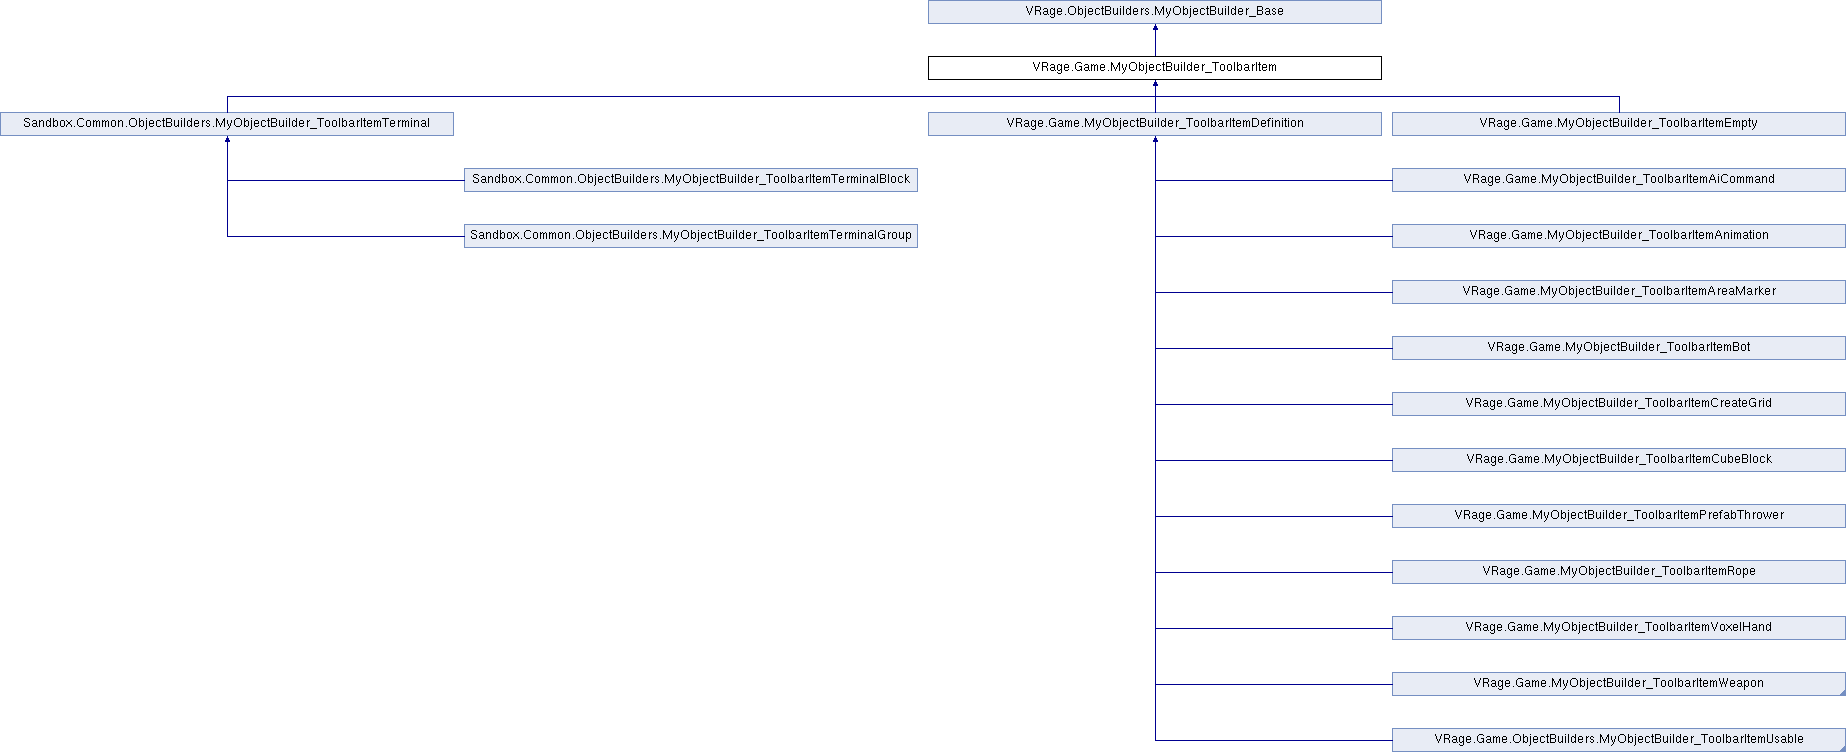 VRage.ObjectBuilders.MyObjectBuilder_Base
VRage.Game.MyObjectBuilder_ToolbarItem
Sandbox.Common.ObjectBuilders.MyObjectBuilder_ToolbarItemTerminal
VRage.Game.MyObjectBuilder_ToolbarItemDefinition
VRage.Game.MyObjectBuilder_ToolbarItemEmpty
Sandbox.Common.ObjectBuilders.MyObjectBuilder_ToolbarItemTerminalBlock
VRage.Game.MyObjectBuilder_ToolbarItemAiCommand
Sandbox.Common.ObjectBuilders.MyObjectBuilder_ToolbarItemTerminalGroup
VRage.Game.MyObjectBuilder_ToolbarItemAnimation
VRage.Game.MyObjectBuilder_ToolbarItemAreaMarker
VRage.Game.MyObjectBuilder_ToolbarItemBot
VRage.Game.MyObjectBuilder_ToolbarItemCreateGrid
VRage.Game.MyObjectBuilder_ToolbarItemCubeBlock
VRage.Game.MyObjectBuilder_ToolbarItemPrefabThrower
VRage.Game.MyObjectBuilder_ToolbarItemRope
VRage.Game.MyObjectBuilder_ToolbarItemVoxelHand
VRage.Game.MyObjectBuilder_ToolbarItemWeapon
VRage.Game.ObjectBuilders.MyObjectBuilder_ToolbarItemUsable